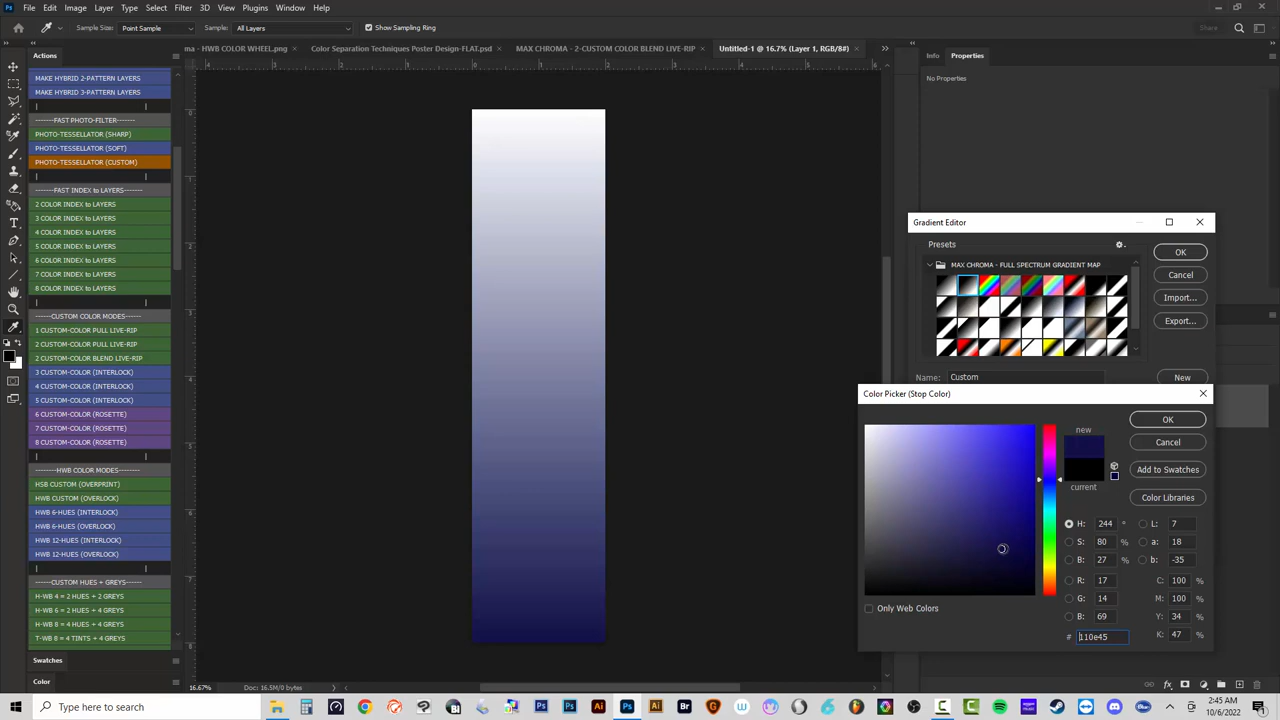 Ps File Edit Image Layer Type Select Filter 3D View Plugins Window Help
Sample Size: Point Sample Sample: All Layers Show Sampling Ring Share
ma - HWB COLOR WHEEL.png × Color Separation Techniques Poster Design-FLAT.psd × MAX CHROMA - 2-CUSTOM COLOR BLEND LIVE-RIP × Untitled-1 @ 16.7% (Layer 1, RGB/8#) ×
Actions
Info Properties
No Properties
MAKE HYBRID 2-PATTERN LAYERS
MAKE HYBRID 3-PATTERN LAYERS
| |
-------FAST PHOTO-FILTER-------
PHOTO-TESSELLATOR (SHARP)
PHOTO-TESSELLATOR (SOFT)
PHOTO-TESSELLATOR (CUSTOM)
| |
-------FAST INDEX to LAYERS-------
2 COLOR INDEX to LAYERS
3 COLOR INDEX to LAYERS
4 COLOR INDEX to LAYERS
5 COLOR INDEX to LAYERS
6 COLOR INDEX to LAYERS
7 COLOR INDEX to LAYERS
8 COLOR INDEX to LAYERS
| |
-------CUSTOM COLOR MODES-------
1 CUSTOM-COLOR PULL LIVE-RIP
2 CUSTOM-COLOR PULL LIVE-RIP
2 CUSTOM-COLOR BLEND LIVE-RIP
3 CUSTOM-COLOR (INTERLOCK)
4 CUSTOM-COLOR (INTERLOCK)
5 CUSTOM-COLOR (INTERLOCK)
6 CUSTOM-COLOR (ROSETTE)
7 CUSTOM-COLOR (ROSETTE)
8 CUSTOM-COLOR (ROSETTE)
| |
-------HWB COLOR MODES-------
HSB CUSTOM (OVERPRINT)
HWB CUSTOM (OVERLOCK)
HWB 6-HUES (INTERLOCK)
HWB 6-HUES (OVERLOCK)
HWB 12-HUES (INTERLOCK)
HWB 12-HUES (OVERLOCK)
| |
-------CUSTOM HUES + GREYS-------
H-WB 4 = 2 HUES + 2 GREYS
H-WB 6 = 2 HUES + 4 GREYS
H-WB 8 = 4 HUES + 4 GREYS
T-WB 8 = 4 TINTS + 4 GREYS
Swatches
Color
Gradient Editor
Presets
MAX CHROMA - FULL SPECTRUM GRADIENT MAP
OK
Cancel
Import...
Export...
Name: Custom New
Color Picker (Stop Color)
new
current
OK
Cancel
Add to Swatches
Color Libraries
H: 244 ° L: 7
S: 80 % a: 18
B: 27 % b: -35
R: 17 C: 100 %
G: 14 M: 100 %
B: 69 Y: 34 %
# 110e45 K: 47 %
Only Web Colors
16.67% Doc: 16.5M/0 bytes
Type here to search
2:45 AM
10/6/2022